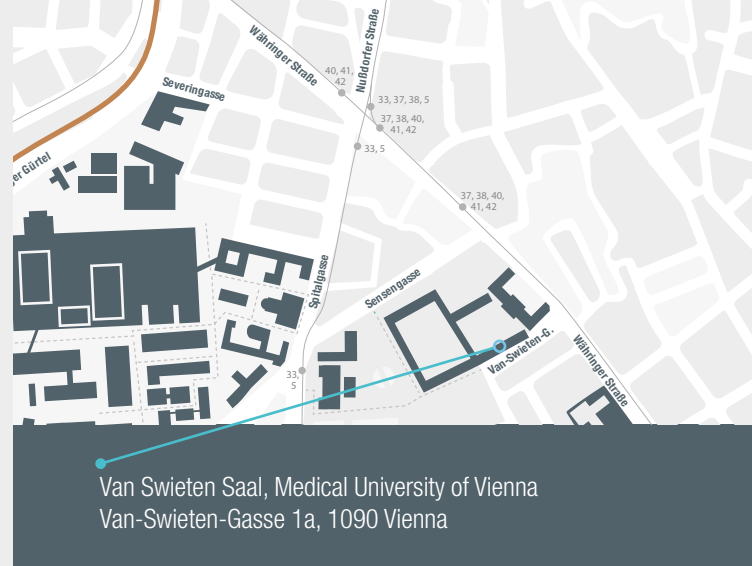 Währinger Straße
Nußdorfer Straße
40, 41,
42
Severingasse
33, 37, 38, 5
37, 38, 40,
41, 42
33, 5
ger Gürtel
37, 38, 40,
41, 42
Spitalgasse
Sensengasse
Van-Swieten-G.
Währinger Straße
33,
5
Van Swieten Saal, Medical University of Vienna
Van-Swieten-Gasse 1a, 1090 Vienna